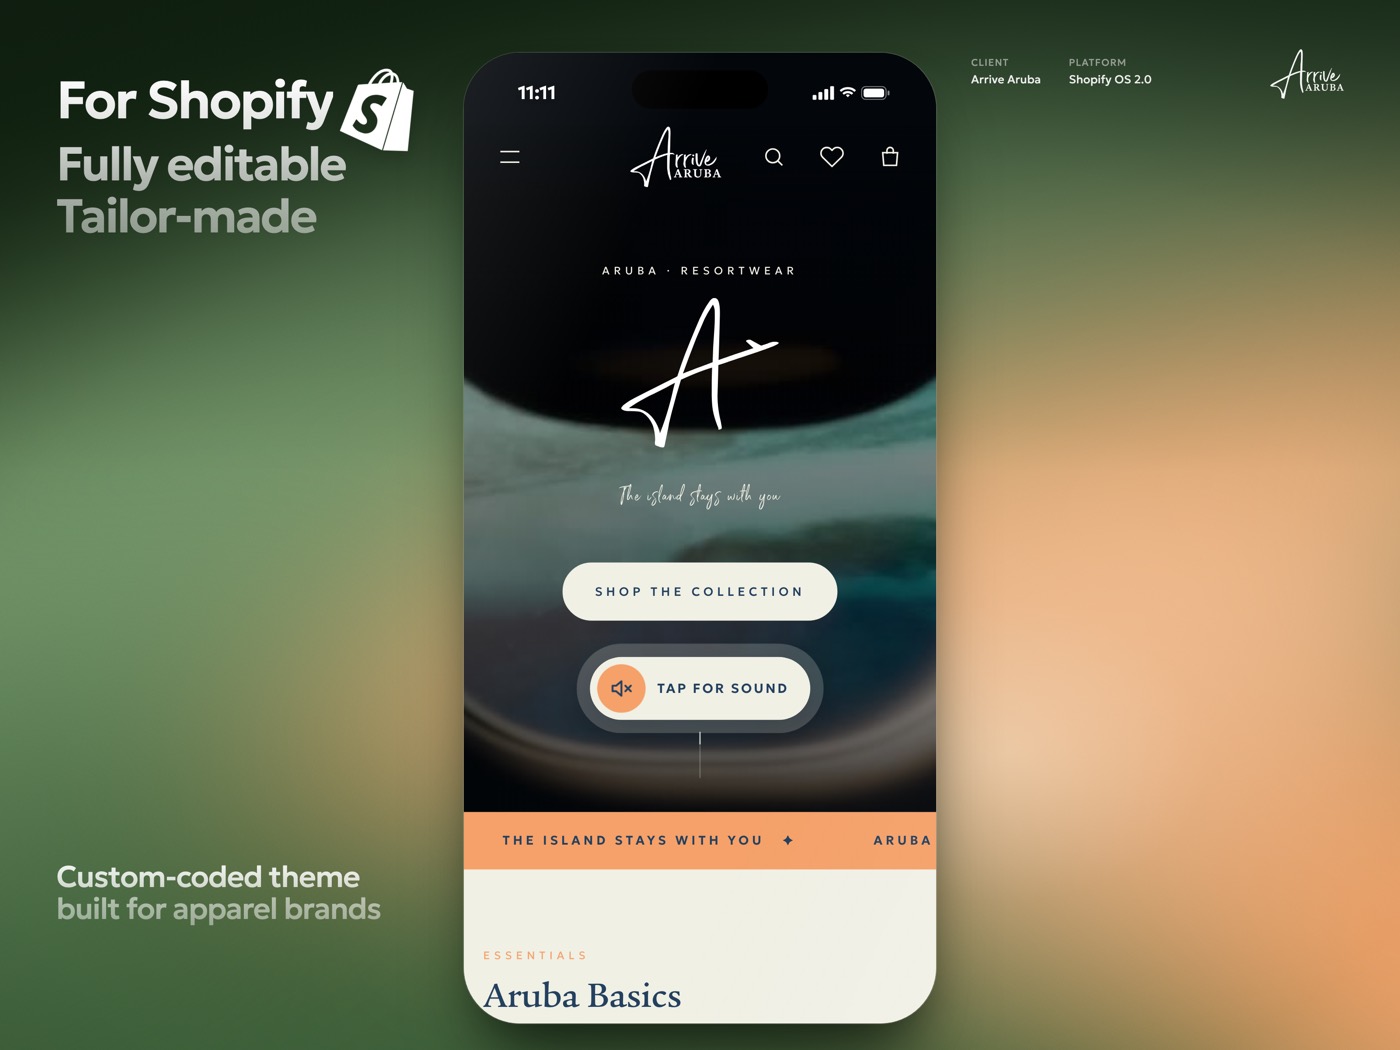 For Shopify
Fully editable
Tailor-made
Custom-coded theme
built for apparel brands
11:11
Arrive
ARUBA
ARUBA · RESORTWEAR
A
The island stays with you
SHOP THE COLLECTION
TAP FOR SOUND
THE ISLAND STAYS WITH YOU ✦ ARUBA
ESSENTIALS
Aruba Basics
CLIENT
Arrive Aruba
PLATFORM
Shopify OS 2.0
Arrive
ARUBA